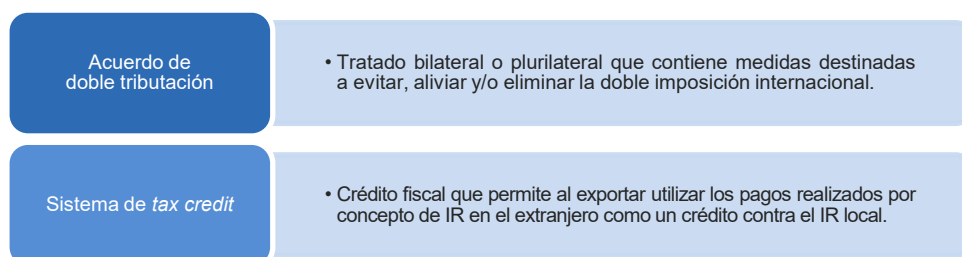 Acuerdo de
doble tributación
• Tratado bilateral o plurilateral que contiene medidas destinadas
a evitar, aliviar y/o eliminar la doble imposición internacional.
Sistema de tax credit
• Crédito fiscal que permite al exportar utilizar los pagos realizados por
concepto de IR en el extranjero como un crédito contra el IR local.